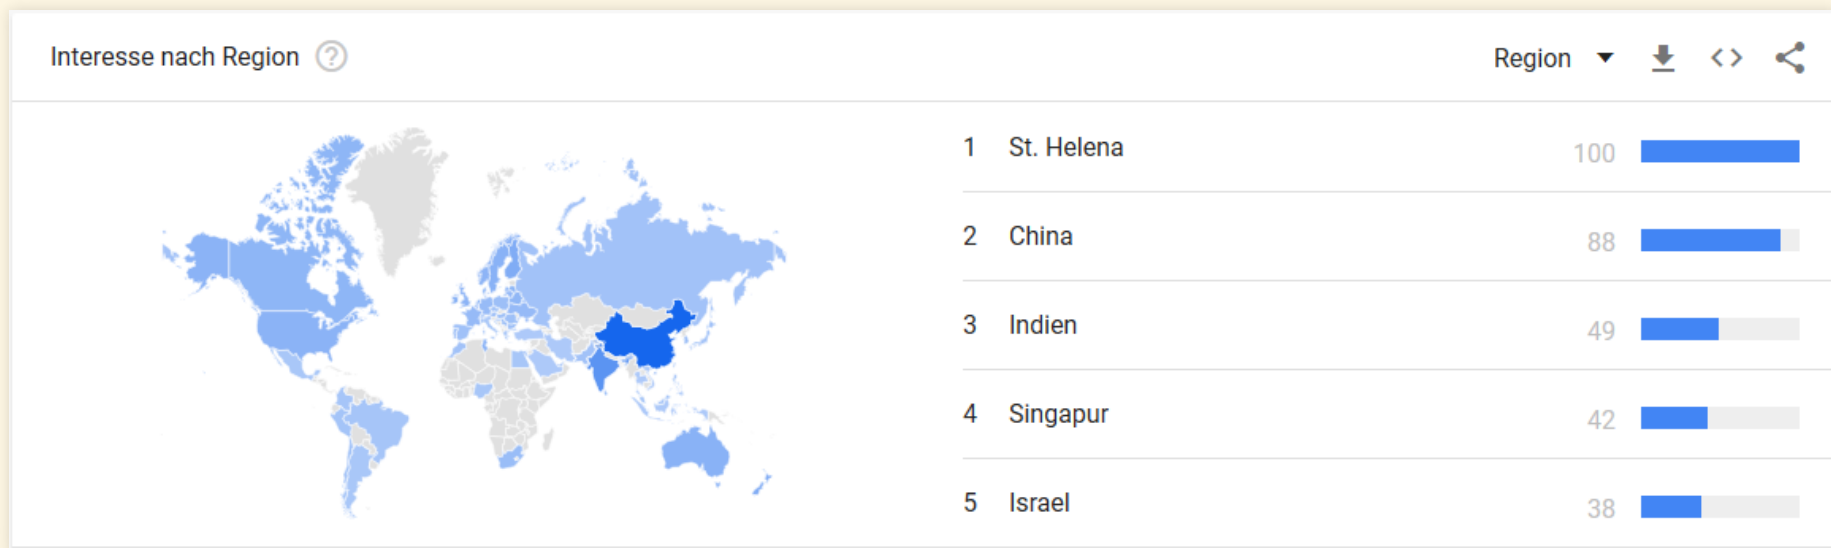 Interesse nach Region
Region
1 St. Helena 100
2 China 88
3 Indien 49
4 Singapur 42
5 Israel 38